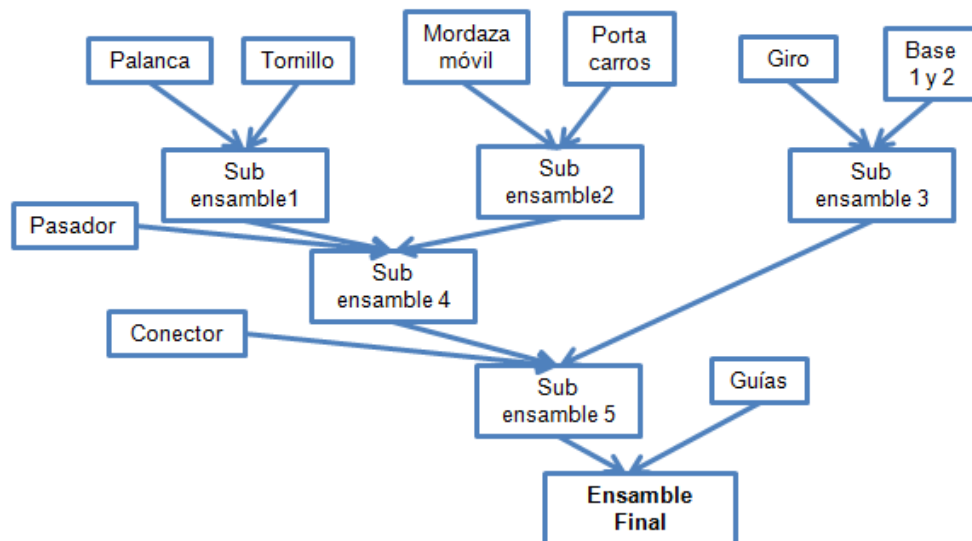 Palanca
Tornillo
Mordaza
móvil
Porta
carros
Giro
Base
1 y 2
Sub
ensamble1
Sub
ensamble2
Sub
ensamble 3
Pasador
Sub
ensamble 4
Conector
Sub
ensamble 5
Guías
Ensamble
Final